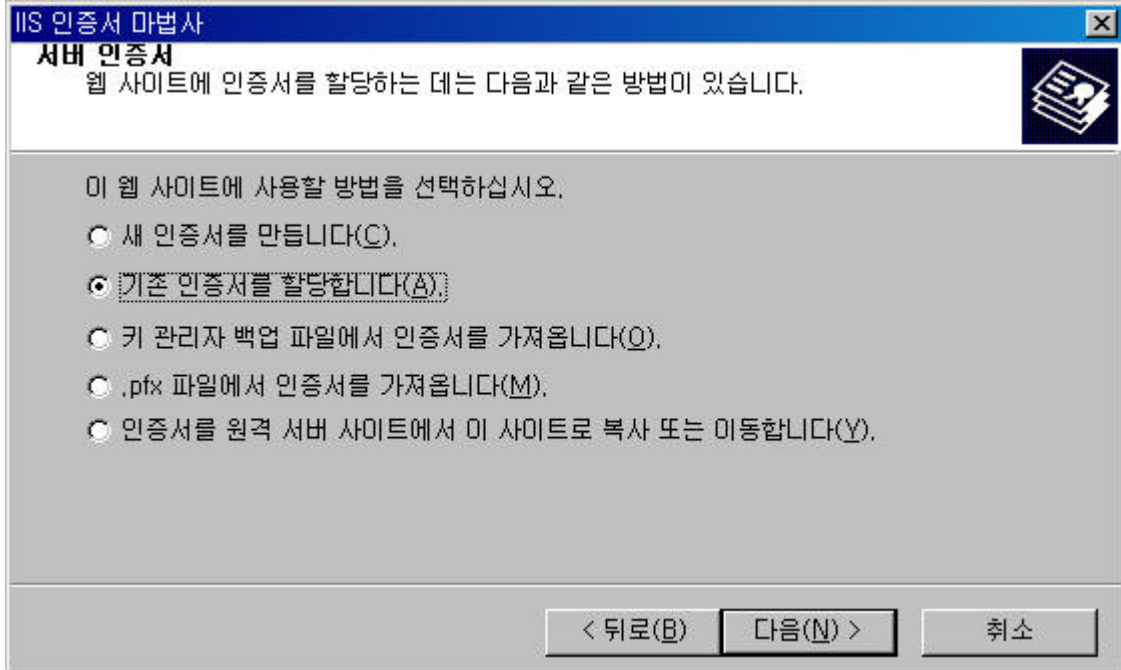 IIS 인증서 마법사
서버 인증서
웹 사이트에 인증서를 할당하는 데는 다음과 같은 방법이 있습니다.
이 웹 사이트에 사용할 방법을 선택하십시오.
새 인증서를 만듭니다(C).
기존 인증서를 할당합니다(A).
키 관리자 백업 파일에서 인증서를 가져옵니다(O).
.pfx 파일에서 인증서를 가져옵니다(M).
인증서를 원격 서버 사이트에서 이 사이트로 복사 또는 이동합니다(Y).
< 뒤로(B) 다음(N) > 취소